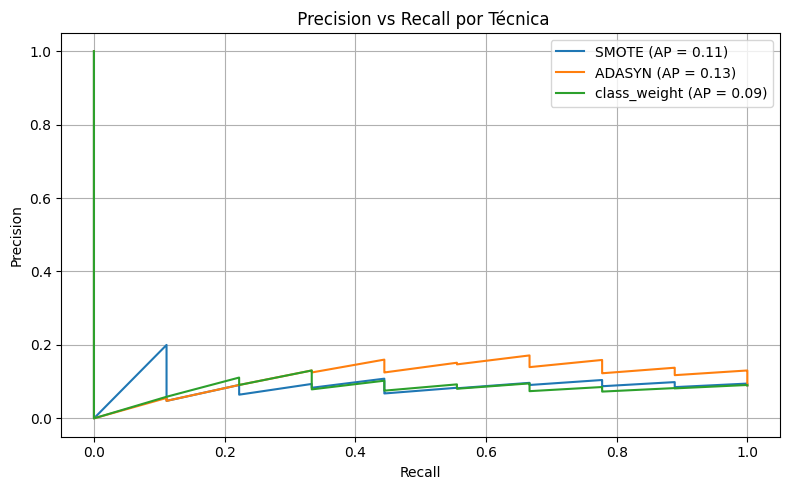 Precision vs Recall por Técnica
SMOTE (AP = 0.11)
ADASYN (AP = 0.13)
class_weight (AP = 0.09)
Precision
1.0
0.8
0.6
0.4
0.2
0.0
0.0 0.2 0.4 0.6 0.8 1.0
Recall